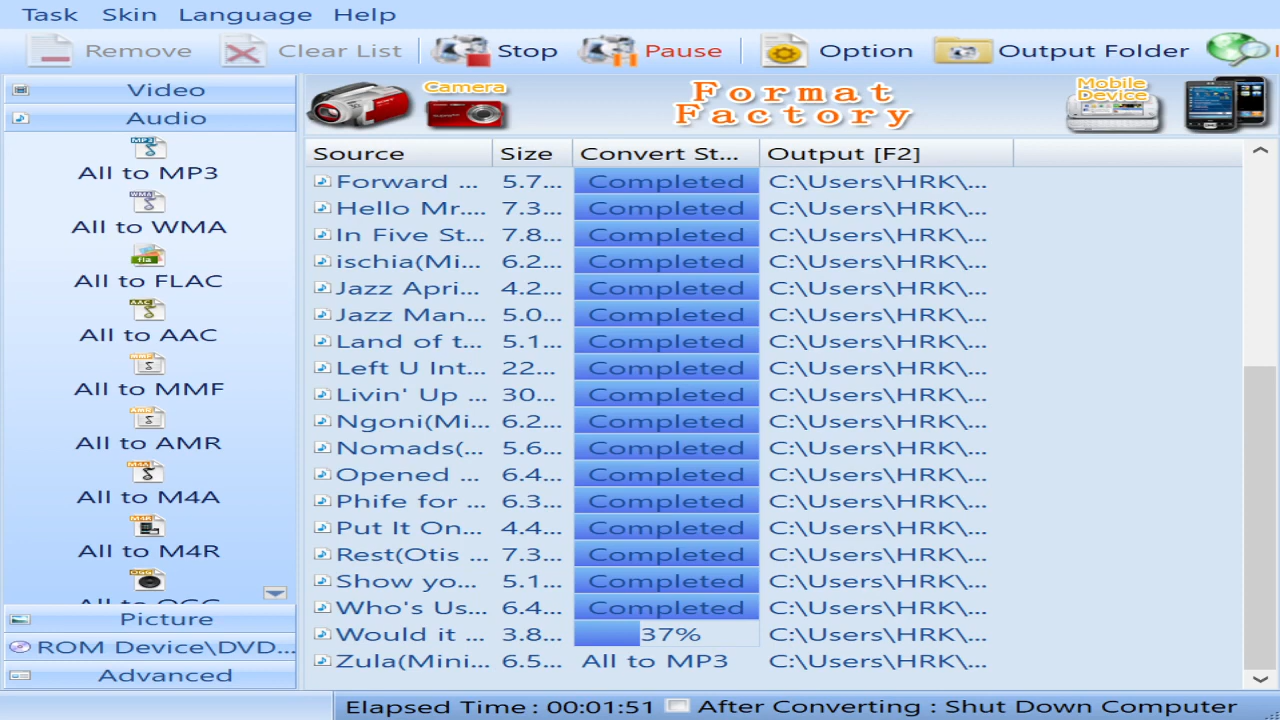 Task Skin Language Help
Remove Clear List Stop Pause Option Output Folder
Video
Audio
All to MP3
All to WMA
All to FLAC
All to AAC
All to MMF
All to AMR
All to M4A
All to M4R
Picture
ROM Device\DVD...
Advanced
Camera
Format
Factory
Mobile
Device
Source Size Convert St... Output [F2]
Forward ... 5.7... Completed C:\Users\HRK\...
Hello Mr.... 7.3... Completed C:\Users\HRK\...
In Five St... 7.8... Completed C:\Users\HRK\...
ischia(Mi... 6.2... Completed C:\Users\HRK\...
Jazz Apri... 4.2... Completed C:\Users\HRK\...
Jazz Man... 5.0... Completed C:\Users\HRK\...
Land of t... 5.1... Completed C:\Users\HRK\...
Left U Int... 22... Completed C:\Users\HRK\...
Livin' Up ... 30... Completed C:\Users\HRK\...
Ngoni(Mi... 6.2... Completed C:\Users\HRK\...
Nomads(... 5.6... Completed C:\Users\HRK\...
Opened ... 6.4... Completed C:\Users\HRK\...
Phife for ... 6.3... Completed C:\Users\HRK\...
Put It On... 4.4... Completed C:\Users\HRK\...
Rest(Otis ... 7.3... Completed C:\Users\HRK\...
Show yo... 5.1... Completed C:\Users\HRK\...
Who's Us... 6.4... Completed C:\Users\HRK\...
Would it ... 3.8... 37% C:\Users\HRK\...
Zula(Mini... 6.5... All to MP3 C:\Users\HRK\...
Elapsed Time : 00:01:51 After Converting : Shut Down Computer